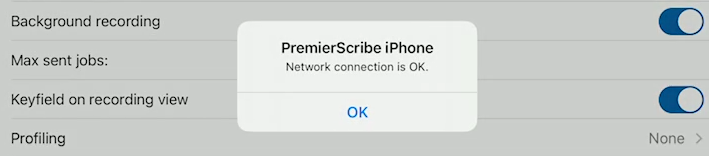 Background recording
PremierScribe iPhone
Network connection is OK.
Max sent jobs:
Keyfield on recording view
OK
Profiling
None >